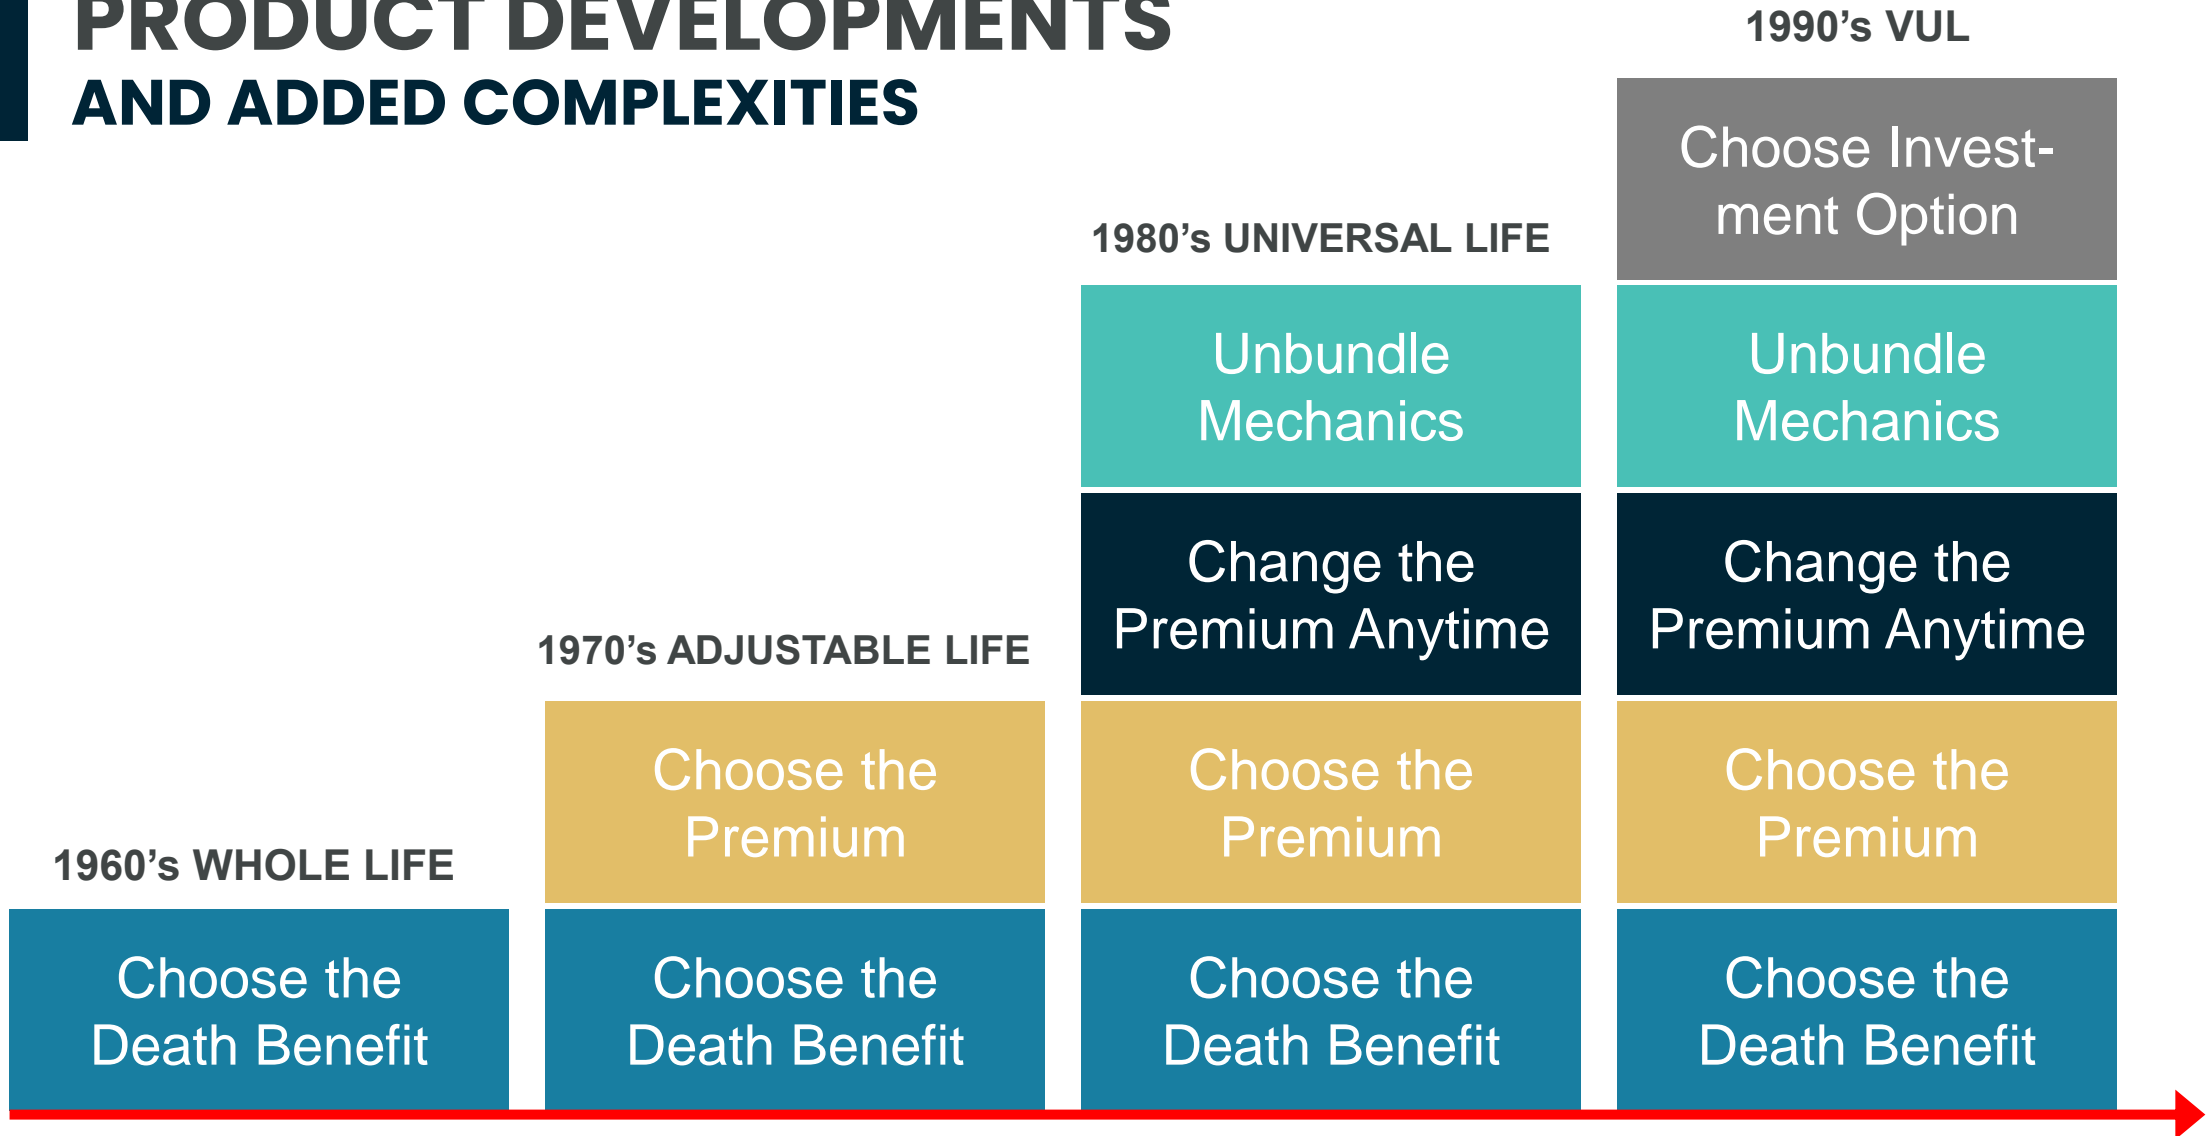 PRODUCT DEVELOPMENTS
AND ADDED COMPLEXITIES
1960’s WHOLE LIFE
Choose the
Death Benefit
1970’s ADJUSTABLE LIFE
Choose the
Premium
Choose the
Death Benefit
1980’s UNIVERSAL LIFE
Unbundle
Mechanics
Change the
Premium Anytime
Choose the
Premium
Choose the
Death Benefit
1990’s VUL
Choose Invest-
ment Option
Unbundle
Mechanics
Change the
Premium Anytime
Choose the
Premium
Choose the
Death Benefit